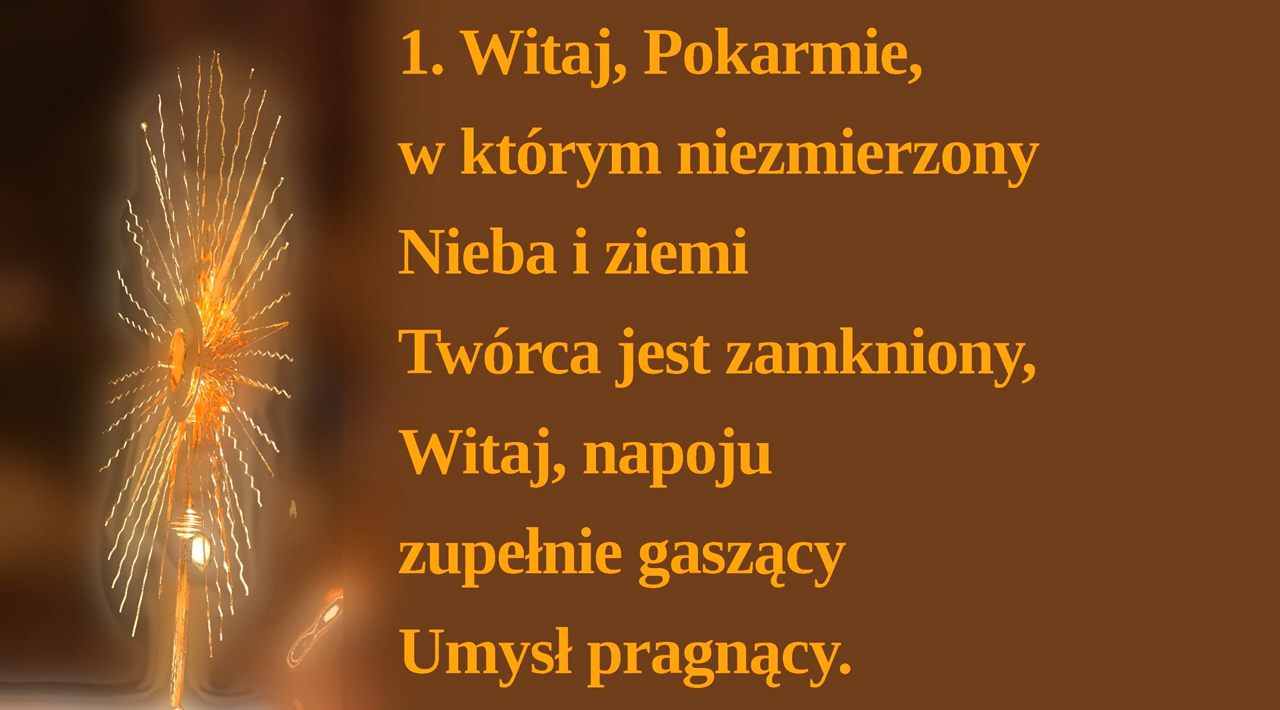 1. Witaj, Pokarmie,
w którym niezmierzony
Nieba i ziemi
Twórca jest zamkniony,
Witaj, napoju
zupełnie gaszący
Umysł pragnący.